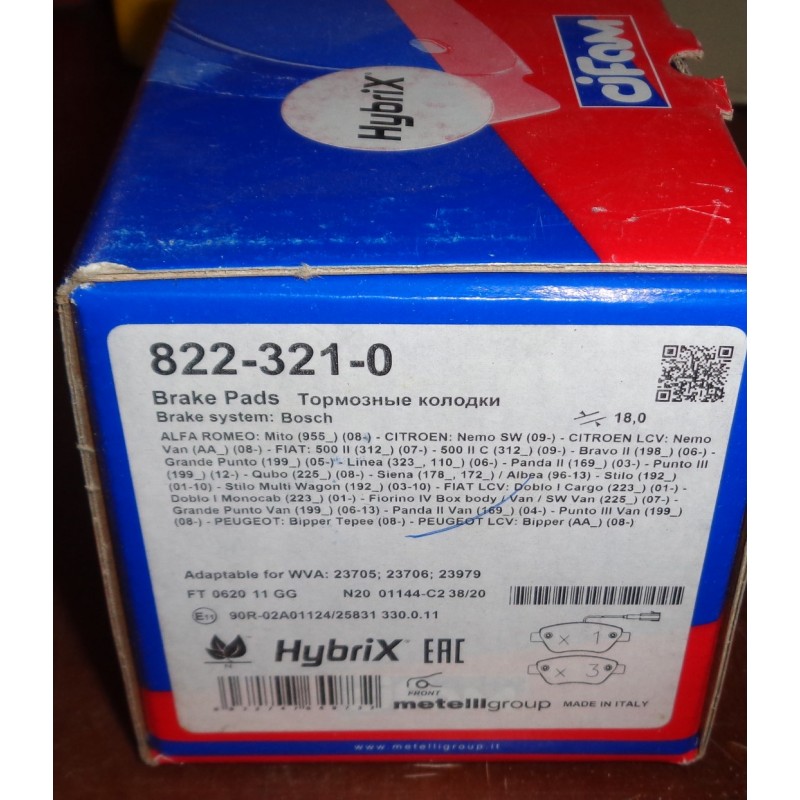 CIFAM
HybriX
822-321-0
Brake Pads Тормозные колодки
Brake system: Bosch
18,0
ALFA ROMEO: Mito (955_) (08-) - CITROEN: Nemo SW (09-) - CITROEN LCV: Nemo
Van (AA_) (08-) - FIAT: 500 II (312_) (07-) - 500 II C (312_) (09-) - Bravo II (198_) (06-) -
Grande Punto (199_) (05-) - Linea (323_, 110_) (06-) - Panda II (169_) (03-) - Punto III
(199_) (12-) - Qubo (225_) (08-) - Siena (178_, 172_) / Albea (96-13) - Stilo (192_)
(01-10) - Stilo Multi Wagon (192_) (03-10) - FIAT LCV: Doblo I Cargo (223_) (01-) -
Doblo I Monocab (223_) (01-) - Fiorino IV Box body / Van / SW Van (225_) (07-) -
Grande Punto Van (199_) (06-13) - Panda II Van (169_) (04-) - Punto III Van (199_)
(08-) - PEUGEOT: Bipper Tepee (08-) - PEUGEOT LCV: Bipper (AA_) (08-)
Adaptable for WVA: 23705; 23706; 23979
FT 0620 11 GG N20 01144-C2 38/20
E11 90R-02A01124/25831 330.0.11
x 1
x 3
HybriX EAC
FRONT
metelligroup MADE IN ITALY
www.metelligroup.it